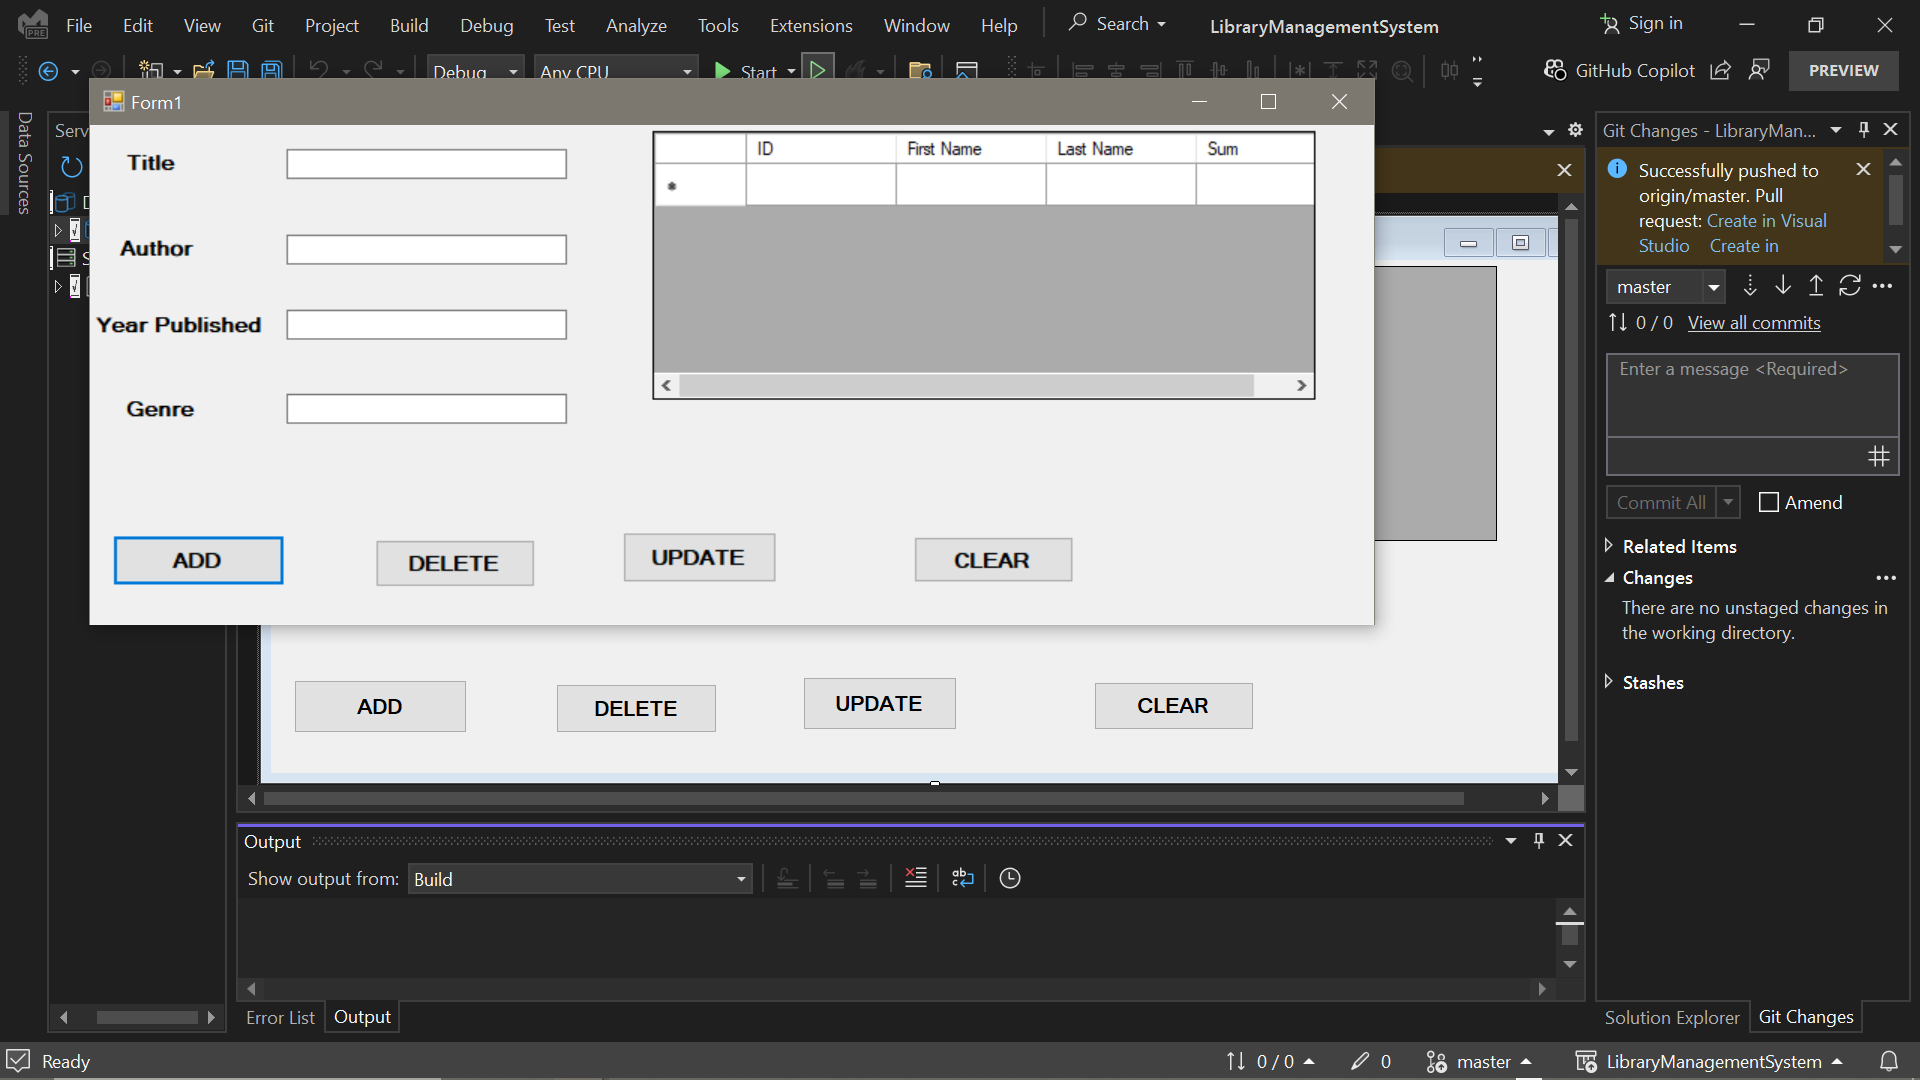 File Edit View Git Project Build Debug Test Analyze Tools Extensions Window Help Search LibraryManagementSystem Sign in
Debug Any CPU Start GitHub Copilot PREVIEW
Form1
Data Sources
Serv
Title
Author
Year Published
Genre
ID First Name Last Name Sum
ADD DELETE UPDATE CLEAR
ADD DELETE UPDATE CLEAR
Git Changes - LibraryMan...
Successfully pushed to
origin/master. Pull
request: Create in Visual
Studio Create in
master
0 / 0 View all commits
Enter a message <Required>
Commit All Amend
Related Items
Changes
There are no unstaged changes in
the working directory.
Stashes
Output
Show output from: Build
Error List Output
Solution Explorer Git Changes
Ready 0 / 0 0 master LibraryManagementSystem